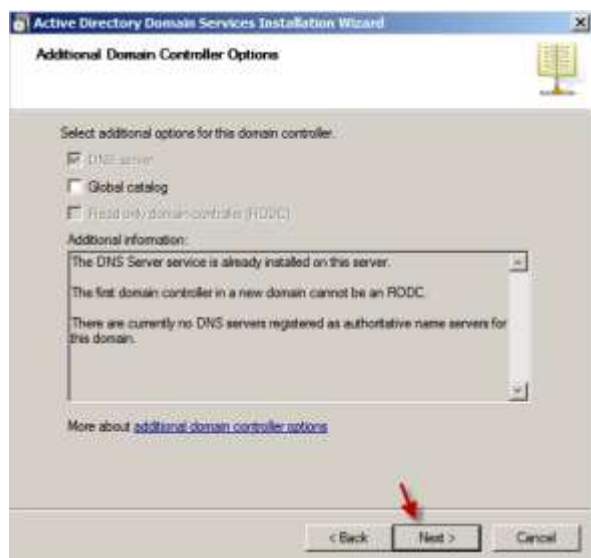 Active Directory Domain Services Installation Wizard
Additional Domain Controller Options
Select additional options for this domain controller.
DNS server
Global catalog
Read-only domain controller (RODC)
Additional information:
The DNS Server service is already installed on this server.
The first domain controller in a new domain cannot be an RODC.
There are currently no DNS servers registered as authoritative name servers for
this domain.
More about additional domain controller options
< Back
Next >
Cancel